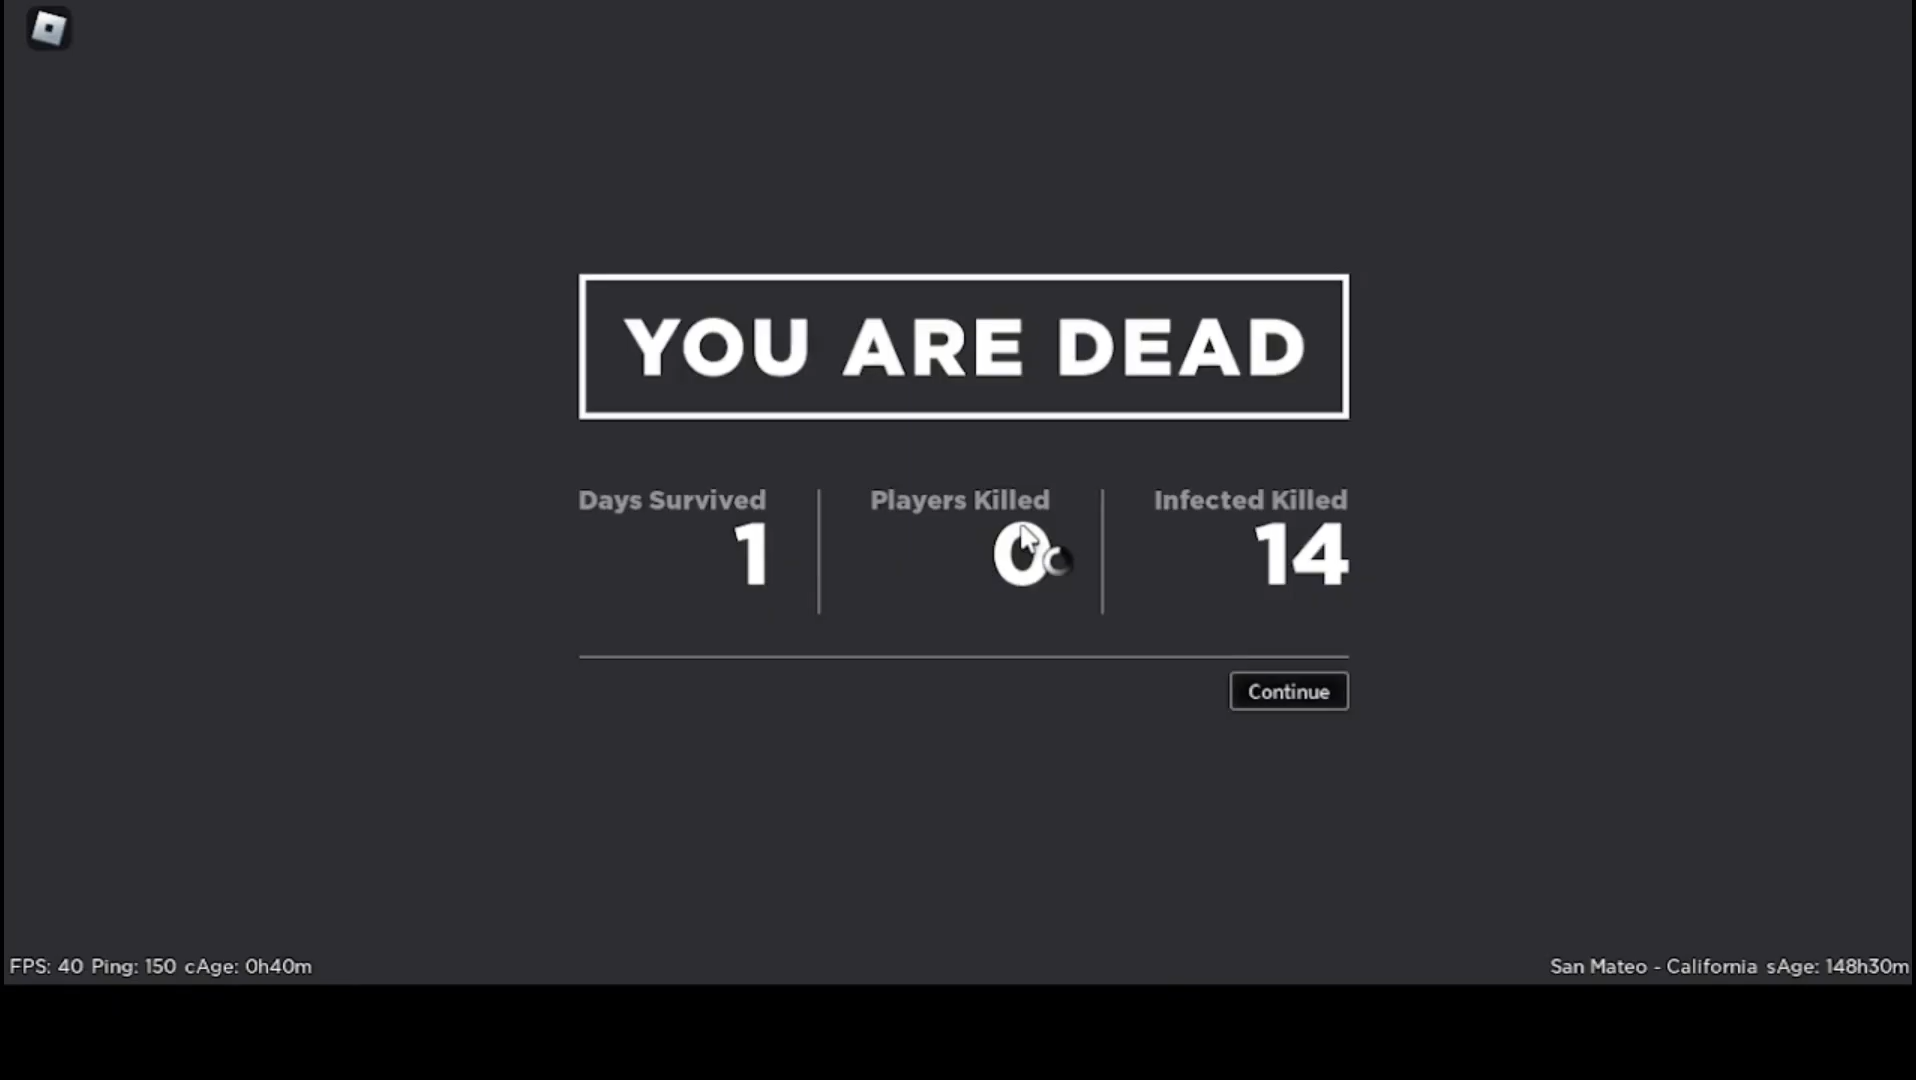 YOU ARE DEAD
Days Survived Players Killed Infected Killed
1 0 14
Continue
FPS: 40 Ping: 150 cAge: 0h40m San Mateo - California sAge: 148h30m